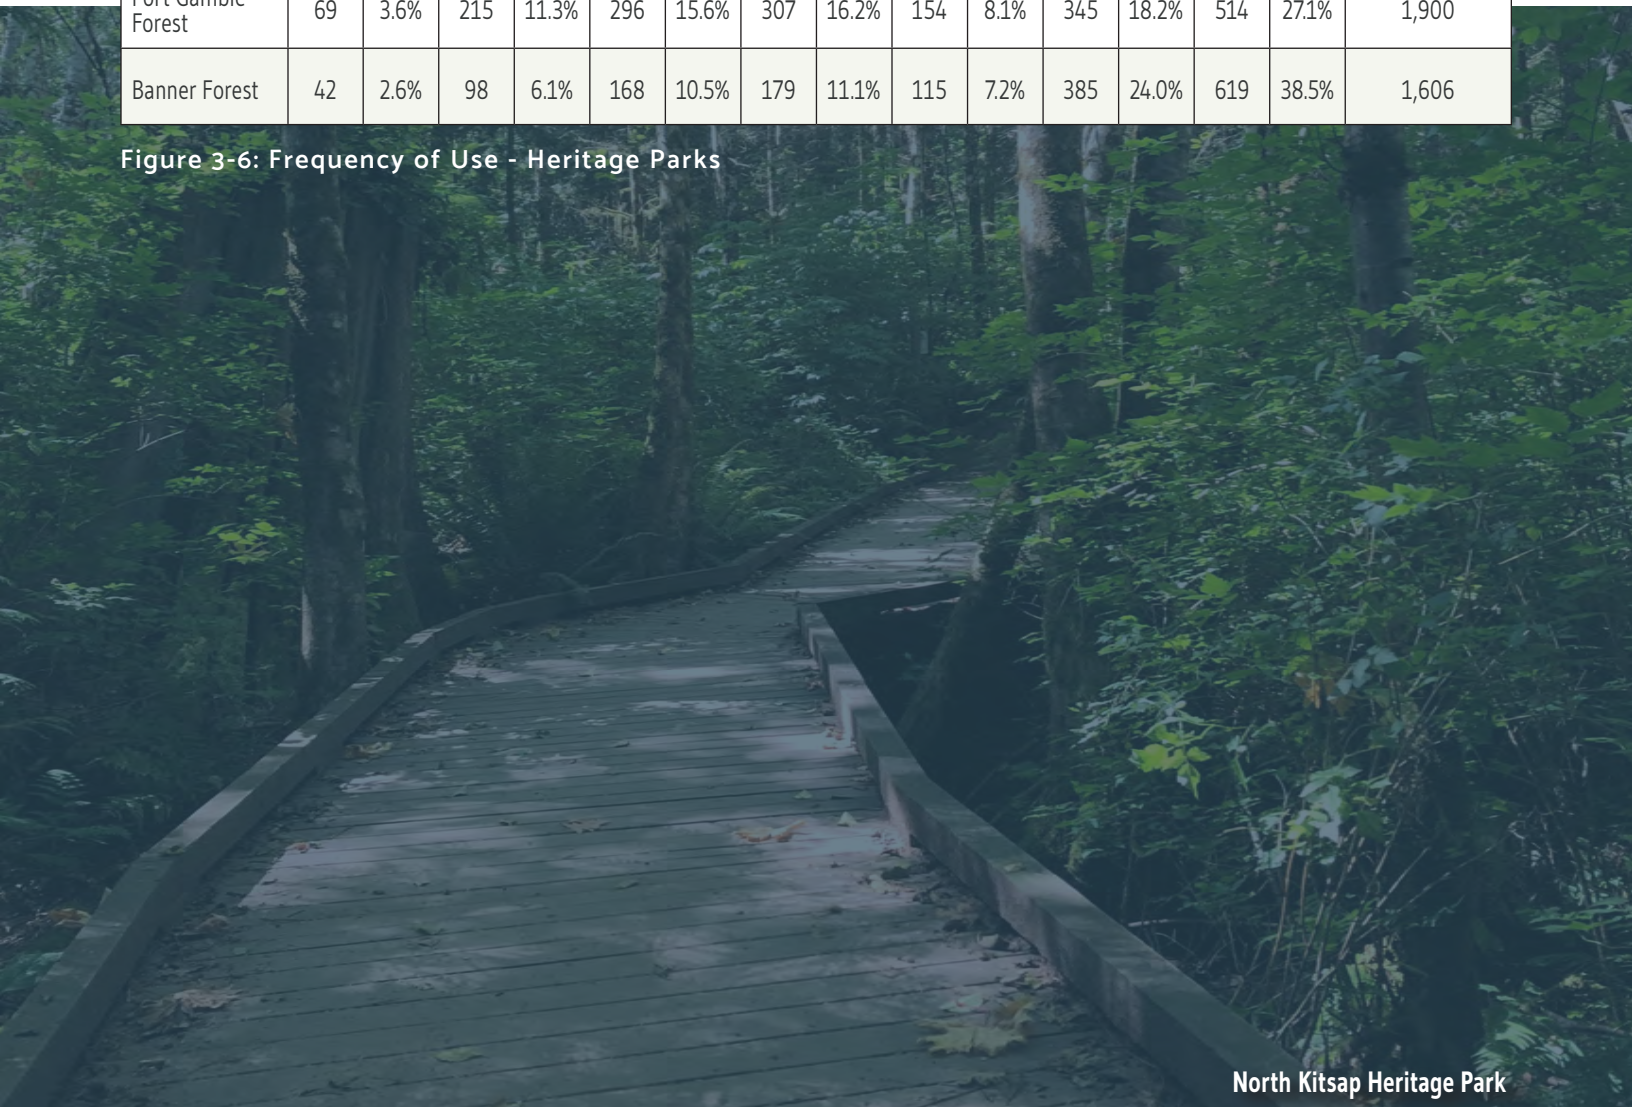 Forest 69 3.6% 215 11.3% 296 15.6% 307 16.2% 154 8.1% 345 18.2% 514 27.1% 1,900
Banner Forest 42 2.6% 98 6.1% 168 10.5% 179 11.1% 115 7.2% 385 24.0% 619 38.5% 1,606
Figure 3-6: Frequency of Use - Heritage Parks
North Kitsap Heritage Park